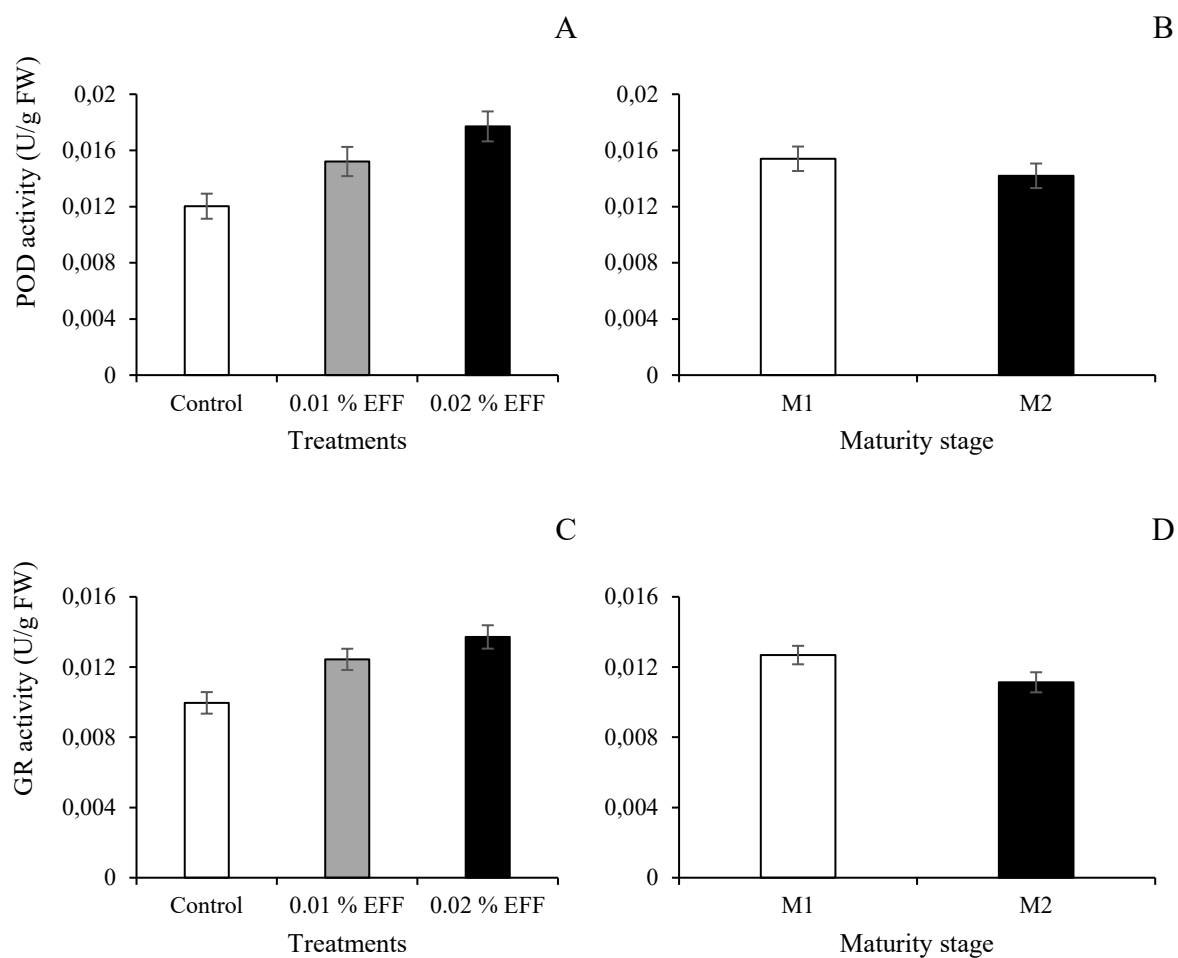 A
POD activity (U/g FW)
0,02
0,016
0,012
0,008
0,004
0
Control 0.01 % EFF 0.02 % EFF
Treatments
B
0,02
0,016
0,012
0,008
0,004
0
M1 M2
Maturity stage
C
GR activity (U/g FW)
0,016
0,012
0,008
0,004
0
Control 0.01 % EFF 0.02 % EFF
Treatments
D
0,016
0,012
0,008
0,004
0
M1 M2
Maturity stage